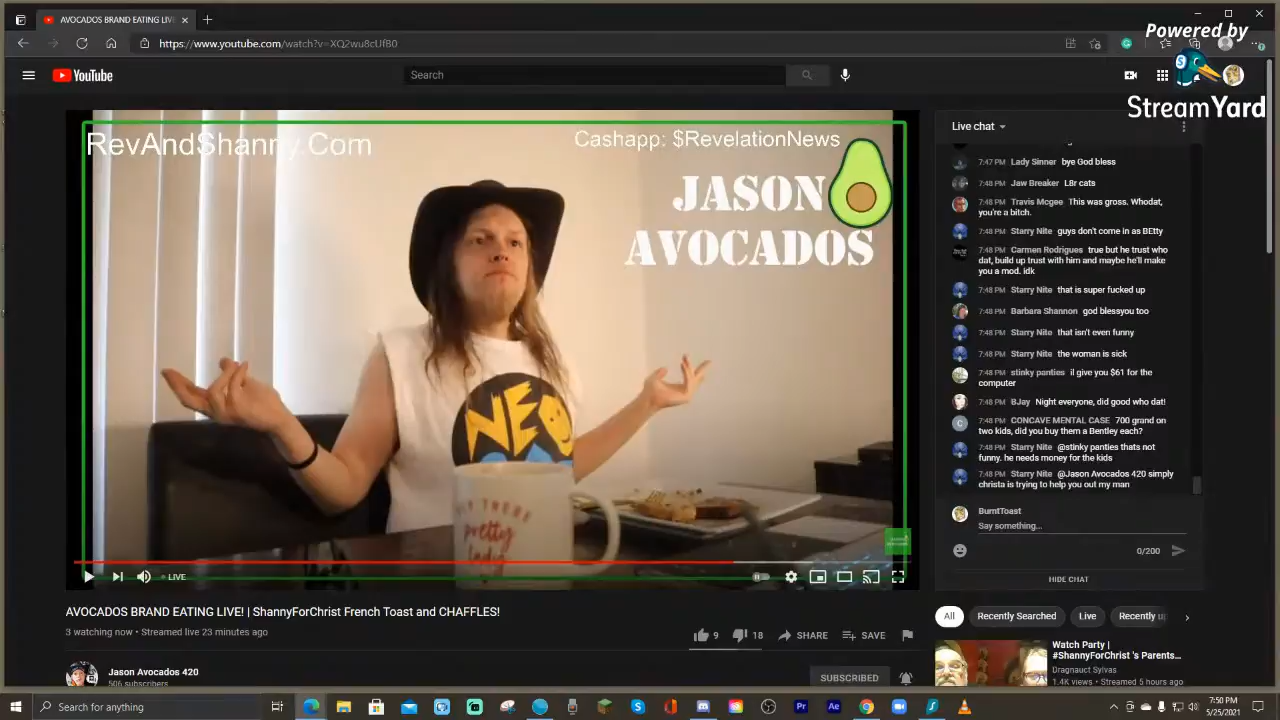 AVOCADOS BRAND EATING LIVE
https://www.youtube.com/watch?v=XQ2wu8cUfB0
Powered by
StreamYard
YouTube
Search
RevAndShanny.Com
Cashapp: $RevelationNews
JASON
AVOCADOS
NEO
LIVE
AVOCADOS BRAND EATING LIVE! | ShannyForChrist French Toast and CHAFFLES!
3 watching now • Streamed live 23 minutes ago
9
18
SHARE
SAVE
Jason Avocados 420
506 subscribers
SUBSCRIBED
Live chat
7:47 PM Lady Sinner bye God bless
7:48 PM Jaw Breaker L8r cats
7:48 PM Travis Mcgee This was gross. Whodat,
you're a bitch.
7:48 PM Starry Nite guys don't come in as BEtty
7:48 PM Carmen Rodrigues true but he trust who
dat, build up trust with him and maybe he'll make
you a mod. idk
7:48 PM Starry Nite that is super fucked up
7:48 PM Barbara Shannon god blessyou too
7:48 PM Starry Nite that isn't even funny
7:48 PM Starry Nite the woman is sick
7:48 PM stinky panties il give you $61 for the
computer
7:48 PM BJay Night everyone, did good who dat!
7:48 PM CONCAVE MENTAL CASE 700 grand on
two kids, did you buy them a Bentley each?
7:48 PM Starry Nite @stinky panties thats not
funny. he needs money for the kids
7:48 PM Starry Nite @Jason Avocados 420 simply
christa is trying to help you out my man
BurntToast
Say something...
0/200
HIDE CHAT
All
Recently Searched
Live
Recently u
Watch Party |
#ShannyForChrist 's Parents...
Dragnauct Sylvas
1.4K views • Streamed 5 hours ago
Search for anything
7:50 PM
5/25/2021